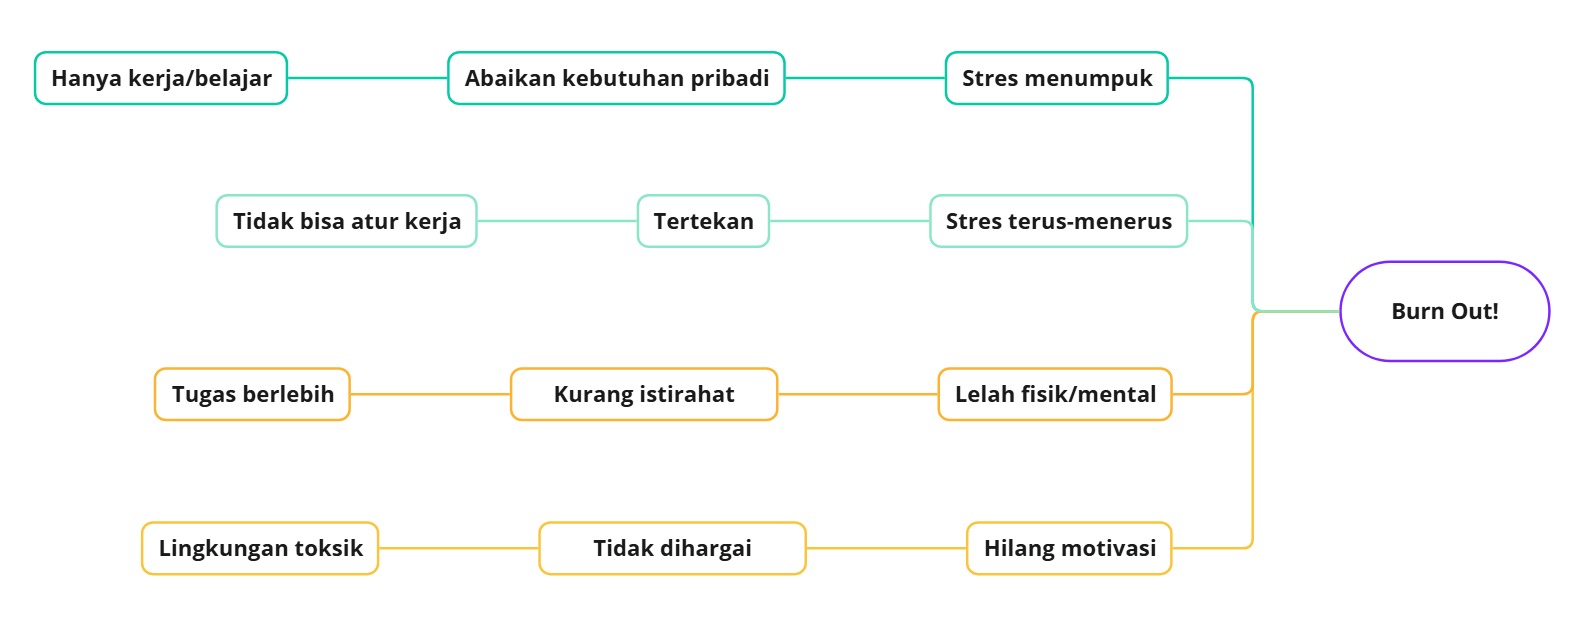 Hanya kerja/belajar
Abaikan kebutuhan pribadi
Stres menumpuk
Tidak bisa atur kerja
Tertekan
Stres terus-menerus
Burn Out!
Tugas berlebih
Kurang istirahat
Lelah fisik/mental
Lingkungan toksik
Tidak dihargai
Hilang motivasi